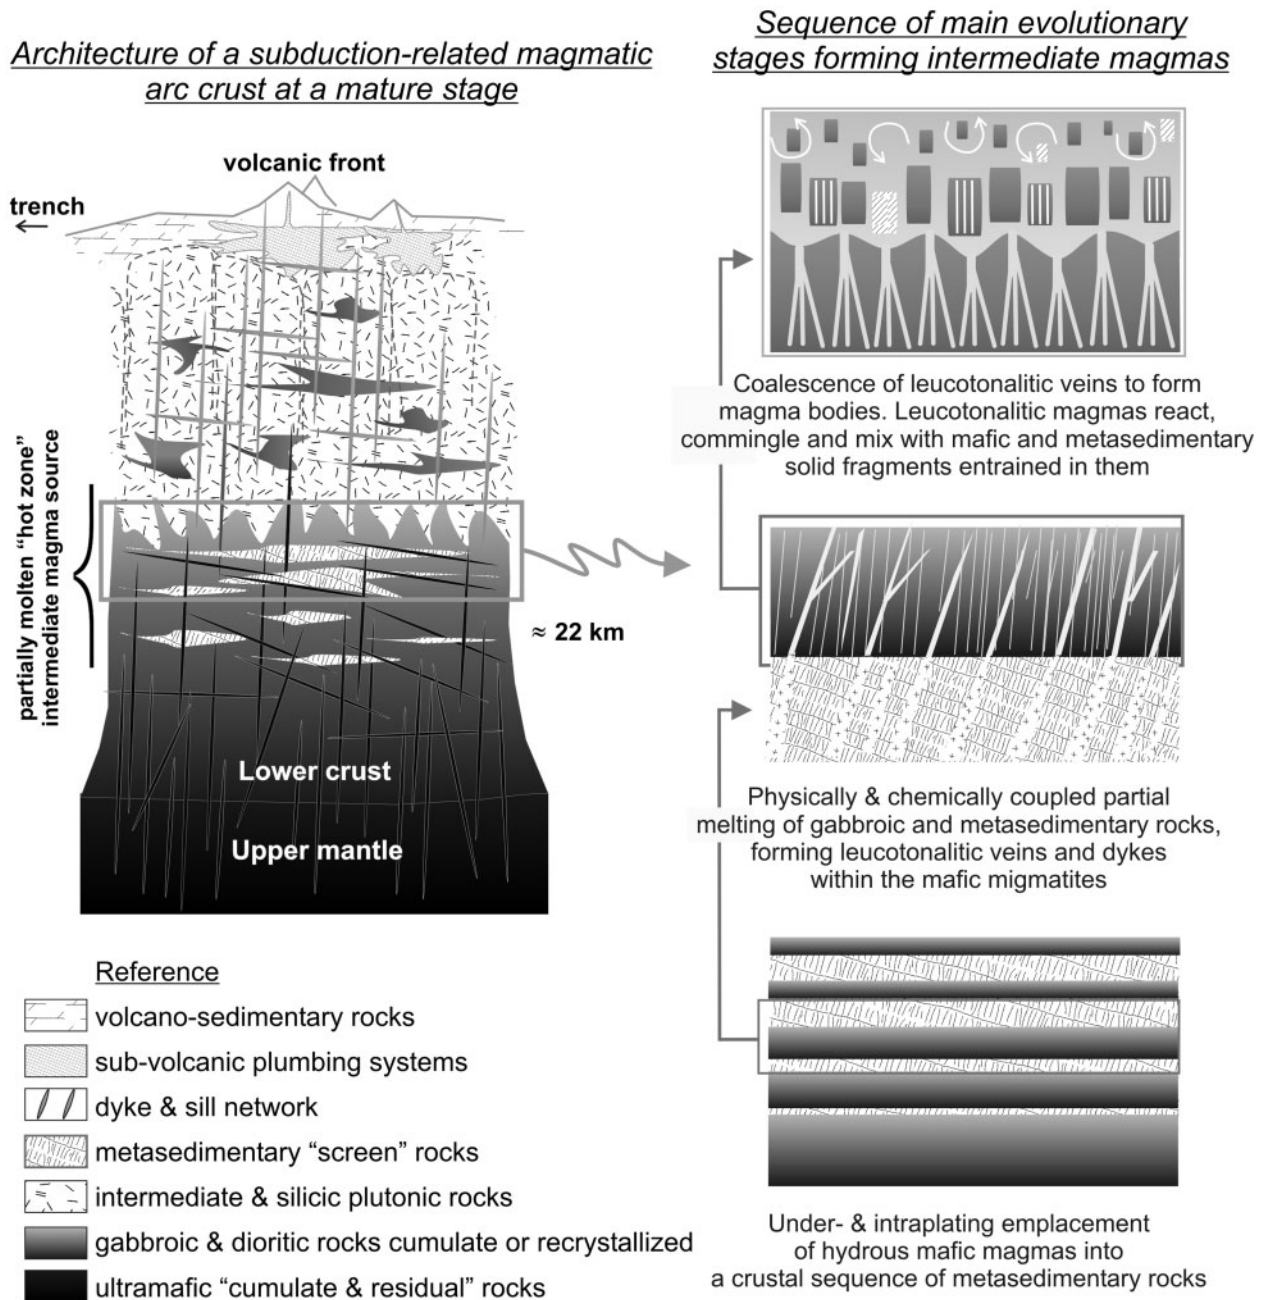 Architecture of a subduction-related magmatic
arc crust at a mature stage
volcanic front
trench
partially molten “hot zone”
intermediate magma source
≈ 22 km
Lower crust
Upper mantle
Reference
volcano-sedimentary rocks
sub-volcanic plumbing systems
dyke & sill network
metasedimentary “screen” rocks
intermediate & silicic plutonic rocks
gabbroic & dioritic rocks cumulate or recrystallized
ultramafic “cumulate & residual” rocks
Sequence of main evolutionary
stages forming intermediate magmas
Coalescence of leucotonalitic veins to form
magma bodies. Leucotonalitic magmas react,
commingle and mix with mafic and metasedimentary
solid fragments entrained in them
Physically & chemically coupled partial
melting of gabbroic and metasedimentary rocks,
forming leucotonalitic veins and dykes
within the mafic migmatites
Under- & intraplating emplacement
of hydrous mafic magmas into
a crustal sequence of metasedimentary rocks